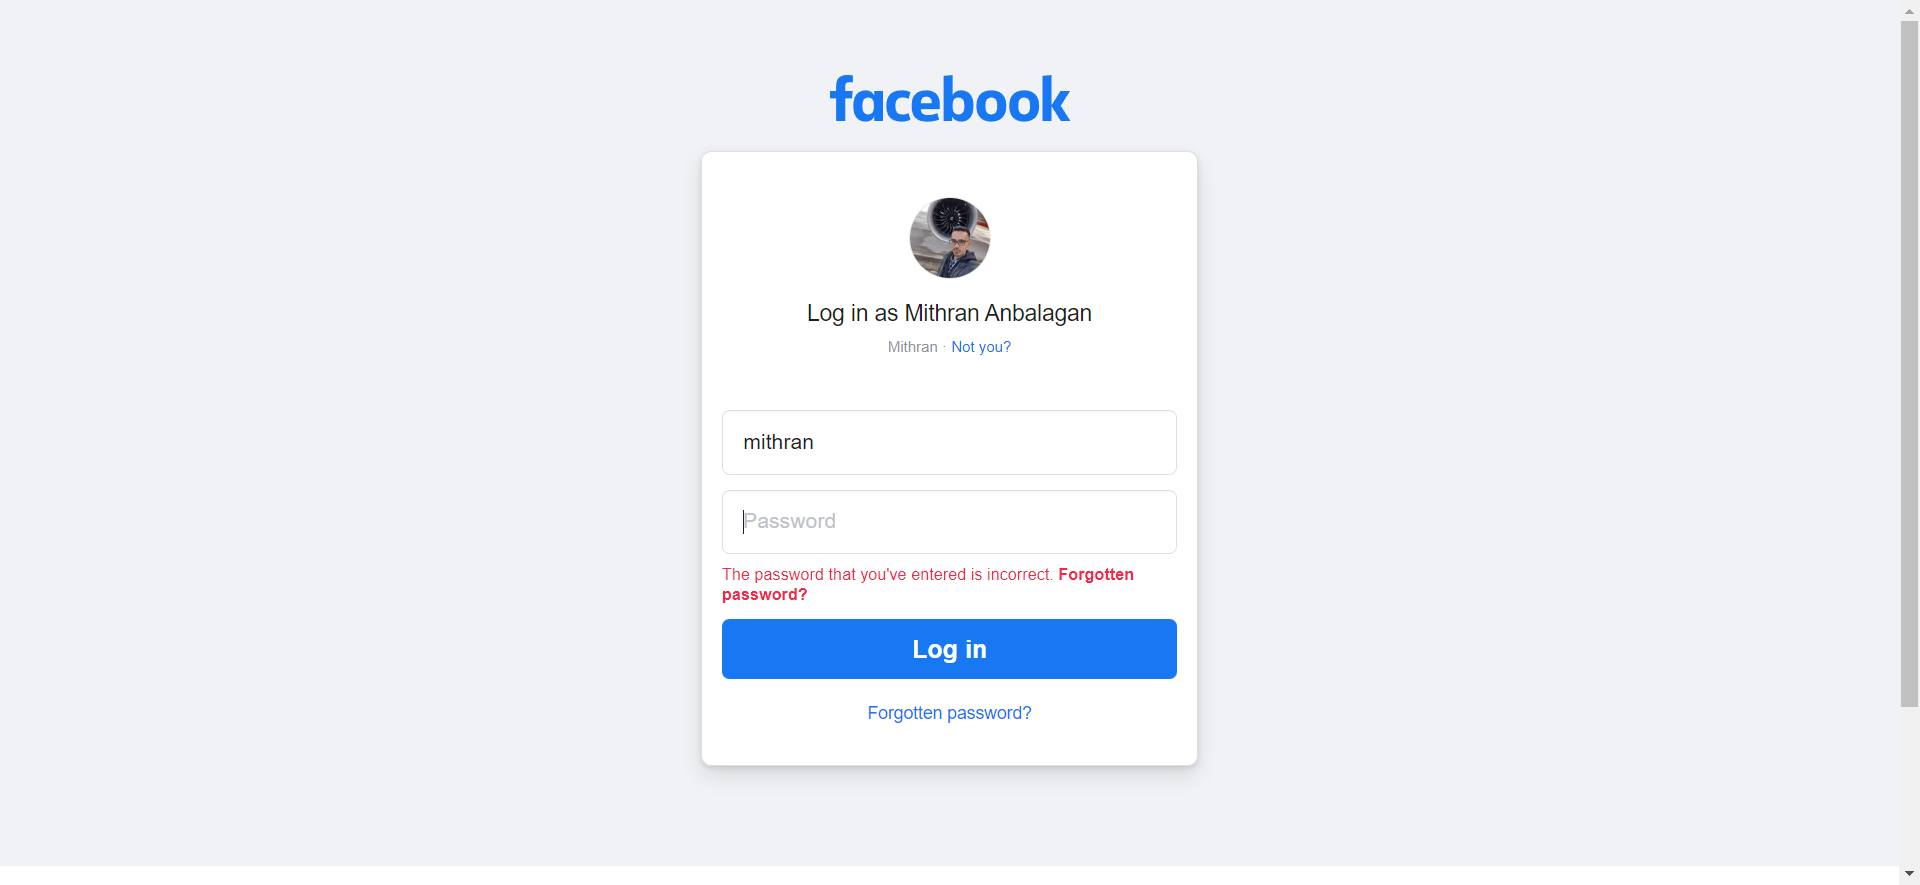 facebook
Log in as Mithran Anbalagan
Mithran · Not you?
mithran
Password
The password that you've entered is incorrect. Forgotten
password?
Log in
Forgotten password?